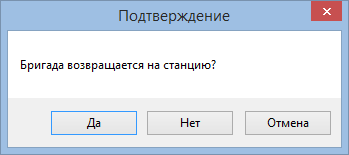 Подтверждение
Бригада возвращается на станцию?
Да
Нет
Отмена